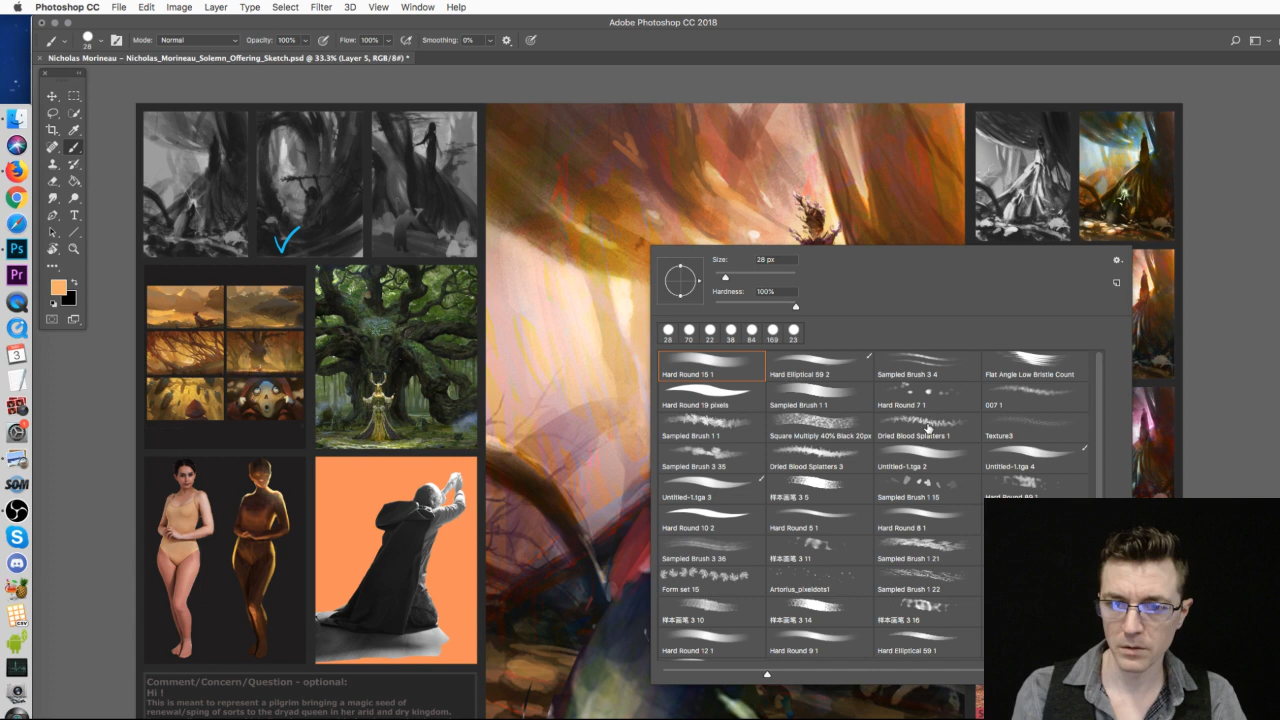 Photoshop CC File Edit Image Layer Type Select Filter 3D View Window Help
Adobe Photoshop CC 2018
28 Mode: Normal Opacity: 100% Flow: 100% Smoothing: 0%
× Nicholas Morineau - Nicholas_Morineau_Solemn_Offering_Sketch.psd @ 33.3% (Layer 5, RGB/8#) *
Size: 28 px
Hardness: 100%
28 70 22 38 84 169 23
Hard Round 15 1 Hard Elliptical 59 2 Sampled Brush 3 4 Flat Angle Low Bristle Count
Hard Round 19 pixels Sampled Brush 1 1 Hard Round 7 1 007 1
Sampled Brush 1 1 Square Multiply 40% Black 20px Dried Blood Splatters 1 Texture3
Sampled Brush 3 35 Dried Blood Splatters 3 Untitled-1.tga 2 Untitled-1.tga 4
Untitled-1.tga 3 样本画笔 3 5 Sampled Brush 1 15 Hard Round 89 1
Hard Round 10 2 Hard Round 5 1 Hard Round 8 1
Sampled Brush 3 36 样本画笔 3 11 Sampled Brush 1 21
Form set 15 Artorius_pixeldots1 Sampled Brush 1 22
样本画笔 3 10 样本画笔 3 14 样本画笔 3 16
Hard Round 12 1 Hard Round 9 1 Hard Elliptical 59 1
Ps
Pr
3
SOM
S
CSV
T
Comment/Concern/Question - optional:
Hi !
This is meant to represent a pilgrim bringing a magic seed of
renewal/sping of sorts to the dryad queen in her arid and dry kingdom.